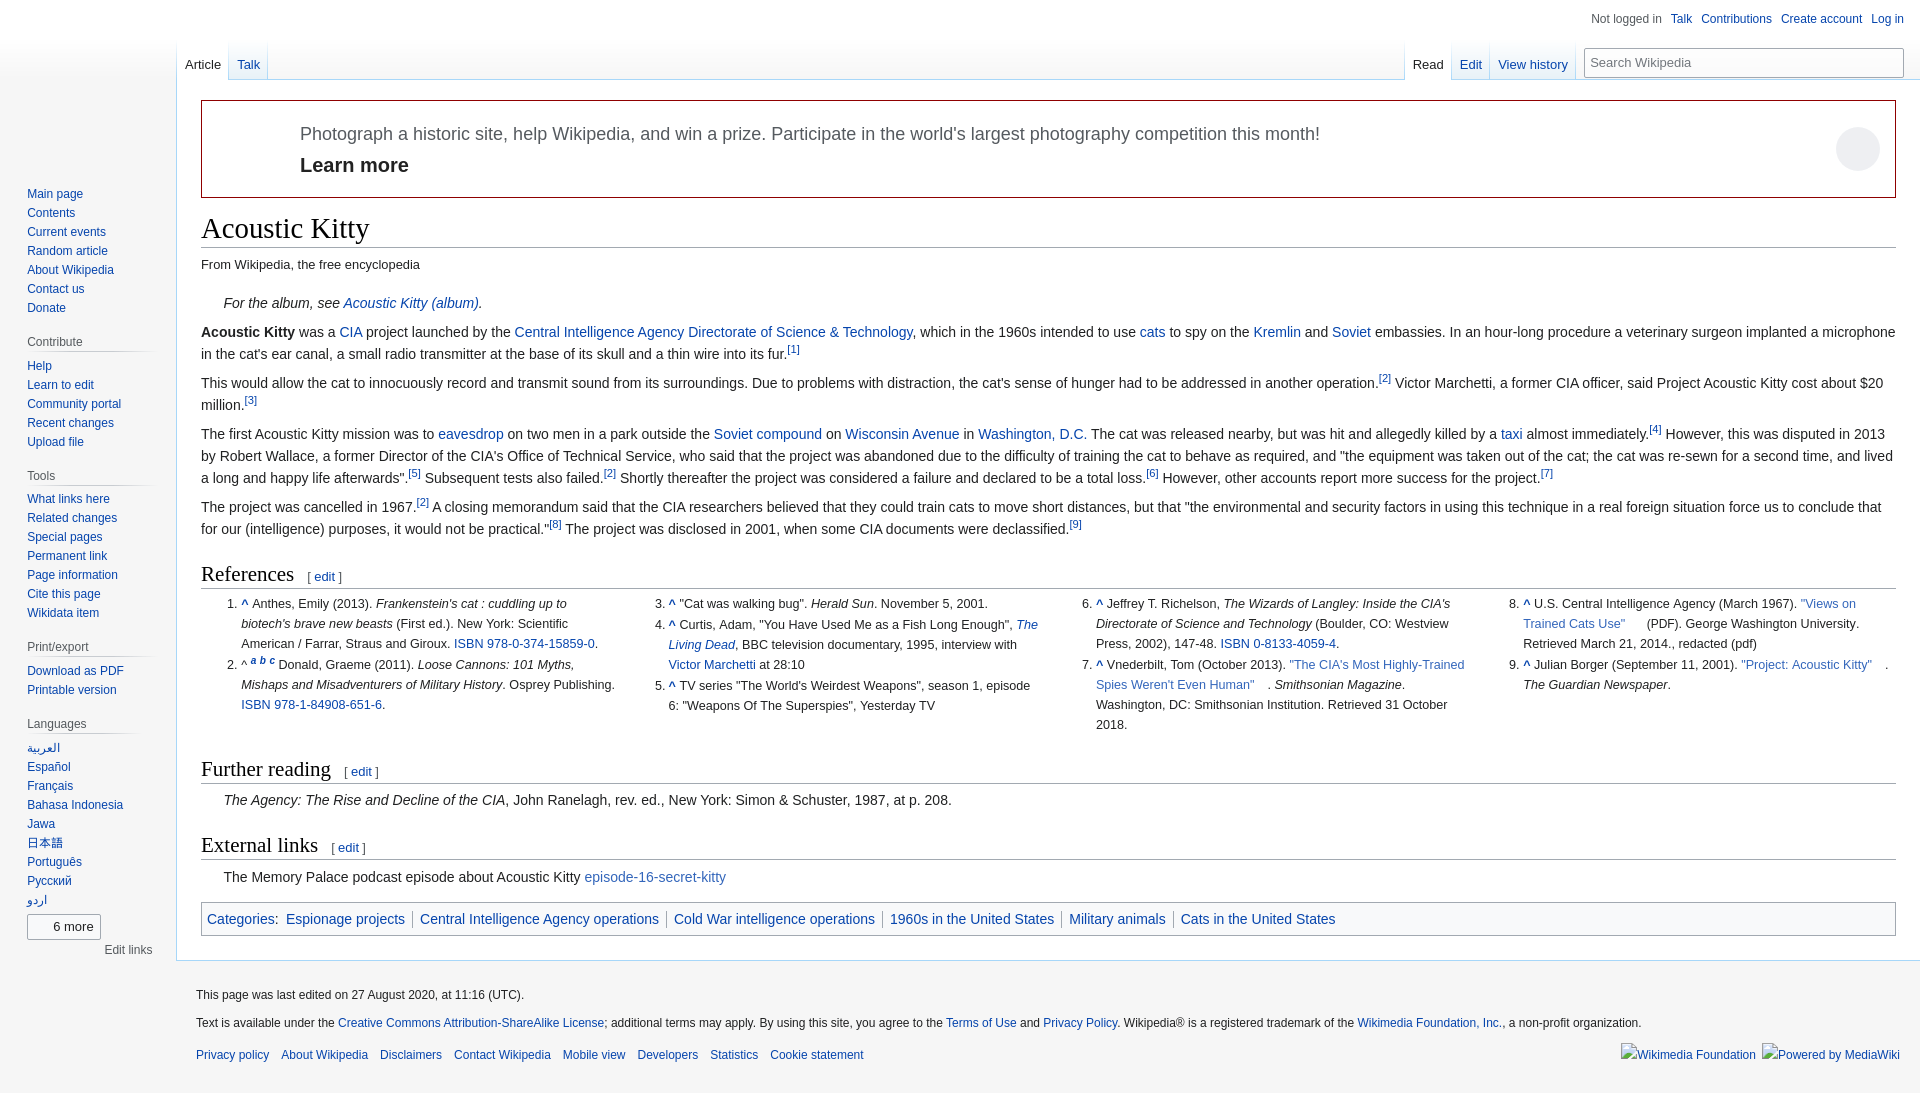 Not logged in Talk Contributions Create account Log in
Article Talk Read Edit View history Search Wikipedia
Photograph a historic site, help Wikipedia, and win a prize. Participate in the world's largest photography competition this month!
Learn more
Main page
Contents
Current events
Random article
About Wikipedia
Contact us
Donate
Contribute
Help
Learn to edit
Community portal
Recent changes
Upload file
Tools
What links here
Related changes
Special pages
Permanent link
Page information
Cite this page
Wikidata item
Print/export
Download as PDF
Printable version
Languages
العربية
Español
Français
Bahasa Indonesia
Jawa
日本語
Português
Русский
اردو
6 more
Edit links
Acoustic Kitty
From Wikipedia, the free encyclopedia
For the album, see Acoustic Kitty (album).
Acoustic Kitty was a CIA project launched by the Central Intelligence Agency Directorate of Science & Technology, which in the 1960s intended to use cats to spy on the Kremlin and Soviet embassies. In an hour-long procedure a veterinary surgeon implanted a microphone
in the cat's ear canal, a small radio transmitter at the base of its skull and a thin wire into its fur.[1]
This would allow the cat to innocuously record and transmit sound from its surroundings. Due to problems with distraction, the cat's sense of hunger had to be addressed in another operation.[2] Victor Marchetti, a former CIA officer, said Project Acoustic Kitty cost about $20
million.[3]
The first Acoustic Kitty mission was to eavesdrop on two men in a park outside the Soviet compound on Wisconsin Avenue in Washington, D.C. The cat was released nearby, but was hit and allegedly killed by a taxi almost immediately.[4] However, this was disputed in 2013
by Robert Wallace, a former Director of the CIA's Office of Technical Service, who said that the project was abandoned due to the difficulty of training the cat to behave as required, and "the equipment was taken out of the cat; the cat was re-sewn for a second time, and lived
a long and happy life afterwards".[5] Subsequent tests also failed.[2] Shortly thereafter the project was considered a failure and declared to be a total loss.[6] However, other accounts report more success for the project.[7]
The project was cancelled in 1967.[2] A closing memorandum said that the CIA researchers believed that they could train cats to move short distances, but that "the environmental and security factors in using this technique in a real foreign situation force us to conclude that
for our (intelligence) purposes, it would not be practical."[8] The project was disclosed in 2001, when some CIA documents were declassified.[9]
References [ edit ]
1. ^ Anthes, Emily (2013). Frankenstein's cat : cuddling up to
biotech's brave new beasts (First ed.). New York: Scientific
American / Farrar, Straus and Giroux. ISBN 978-0-374-15859-0.
2. ^ a b c Donald, Graeme (2011). Loose Cannons: 101 Myths,
Mishaps and Misadventurers of Military History. Osprey Publishing.
ISBN 978-1-84908-651-6.
3. ^ "Cat was walking bug". Herald Sun. November 5, 2001.
4. ^ Curtis, Adam, "You Have Used Me as a Fish Long Enough", The
Living Dead, BBC television documentary, 1995, interview with
Victor Marchetti at 28:10
5. ^ TV series "The World's Weirdest Weapons", season 1, episode
6: "Weapons Of The Superspies", Yesterday TV
6. ^ Jeffrey T. Richelson, The Wizards of Langley: Inside the CIA's
Directorate of Science and Technology (Boulder, CO: Westview
Press, 2002), 147-48. ISBN 0-8133-4059-4.
7. ^ Vnederbilt, Tom (October 2013). "The CIA's Most Highly-Trained
Spies Weren't Even Human" . Smithsonian Magazine.
Washington, DC: Smithsonian Institution. Retrieved 31 October
2018.
8. ^ U.S. Central Intelligence Agency (March 1967). "Views on
Trained Cats Use" (PDF). George Washington University.
Retrieved March 21, 2014., redacted (pdf)
9. ^ Julian Borger (September 11, 2001). "Project: Acoustic Kitty" .
The Guardian Newspaper.
Further reading [ edit ]
The Agency: The Rise and Decline of the CIA, John Ranelagh, rev. ed., New York: Simon & Schuster, 1987, at p. 208.
External links [ edit ]
The Memory Palace podcast episode about Acoustic Kitty episode-16-secret-kitty
Categories: Espionage projects Central Intelligence Agency operations Cold War intelligence operations 1960s in the United States Military animals Cats in the United States
This page was last edited on 27 August 2020, at 11:16 (UTC).
Text is available under the Creative Commons Attribution-ShareAlike License; additional terms may apply. By using this site, you agree to the Terms of Use and Privacy Policy. Wikipedia® is a registered trademark of the Wikimedia Foundation, Inc., a non-profit organization.
Privacy policy About Wikipedia Disclaimers Contact Wikipedia Mobile view Developers Statistics Cookie statement Wikimedia Foundation Powered by MediaWiki